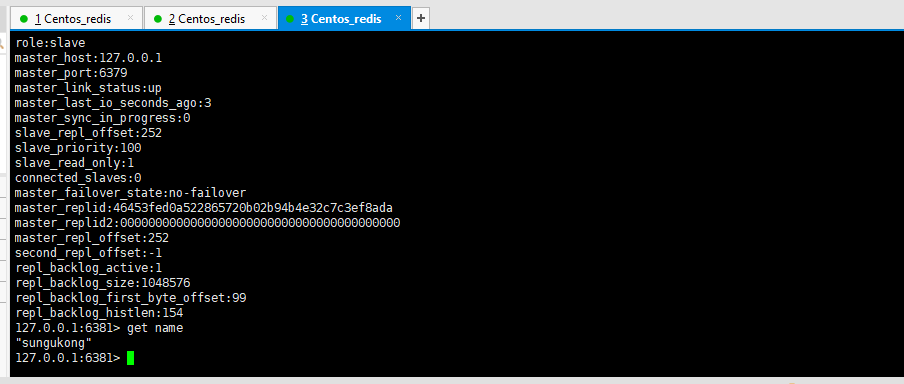 1 Centos_redis × 2 Centos_redis × 3 Centos_redis × +
role:slave
master_host:127.0.0.1
master_port:6379
master_link_status:up
master_last_io_seconds_ago:3
master_sync_in_progress:0
slave_repl_offset:252
slave_priority:100
slave_read_only:1
connected_slaves:0
master_failover_state:no-failover
master_replid:46453fed0a522865720b02b94b4e32c7c3ef8ada
master_replid2:0000000000000000000000000000000000000000
master_repl_offset:252
second_repl_offset:-1
repl_backlog_active:1
repl_backlog_size:1048576
repl_backlog_first_byte_offset:99
repl_backlog_histlen:154
127.0.0.1:6381> get name
"sungukong"
127.0.0.1:6381>